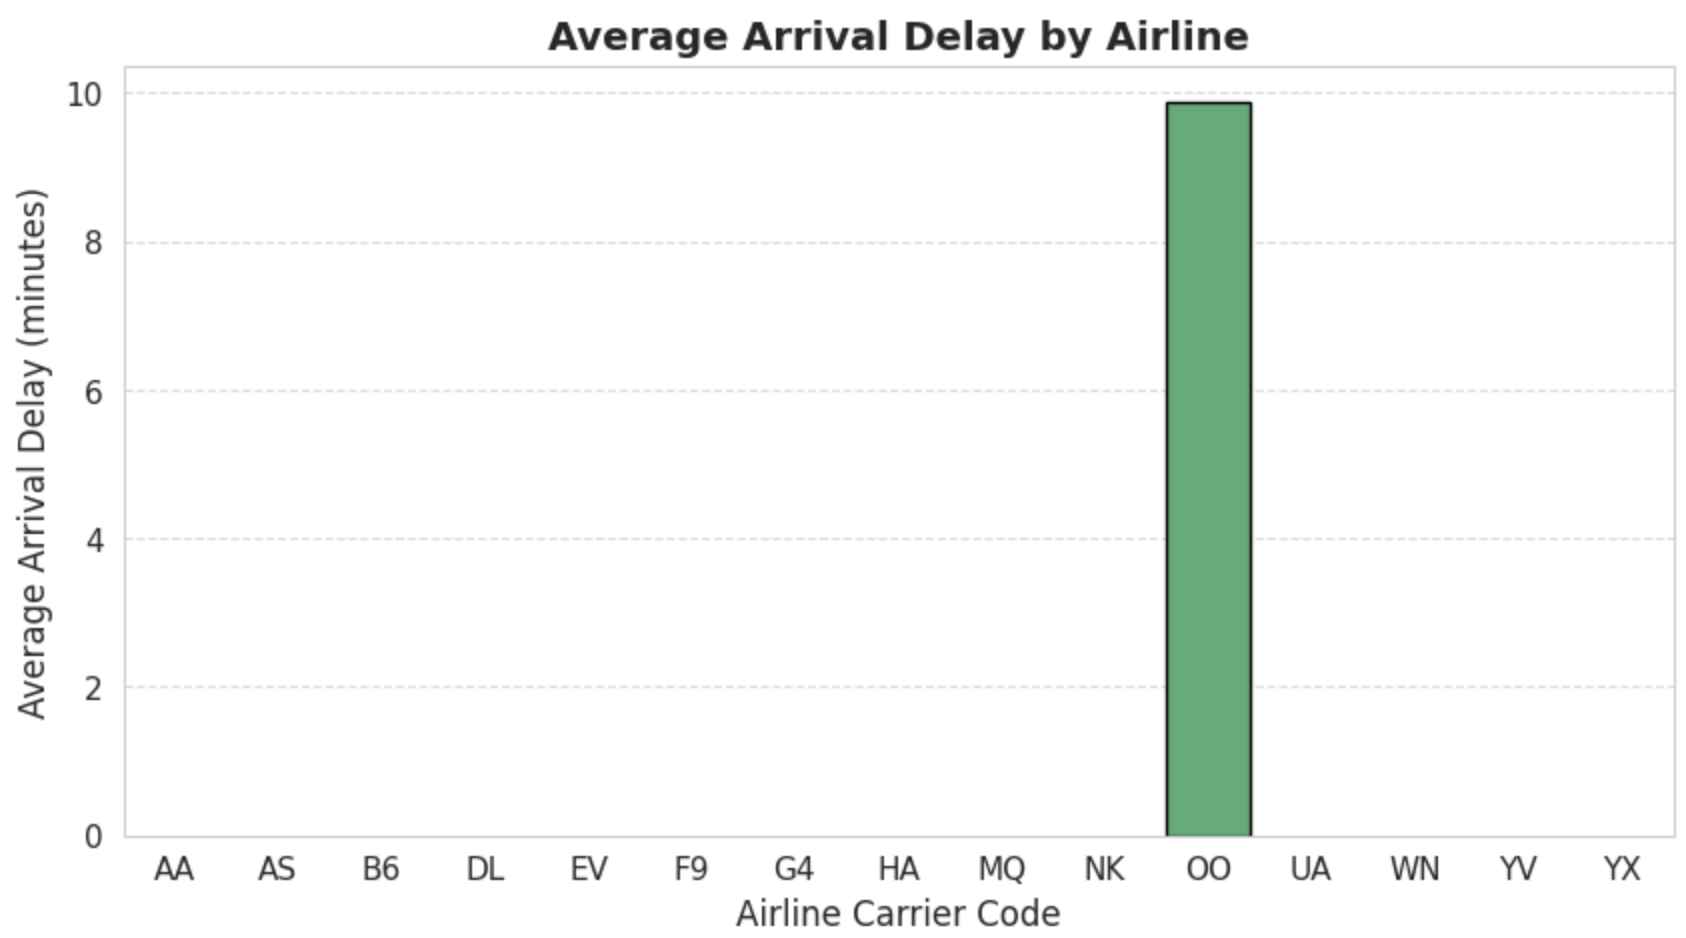 Average Arrival Delay by Airline
Average Arrival Delay (minutes)
10
8
6
4
2
0
AA AS B6 DL EV F9 G4 HA MQ NK OO UA WN YV YX
Airline Carrier Code